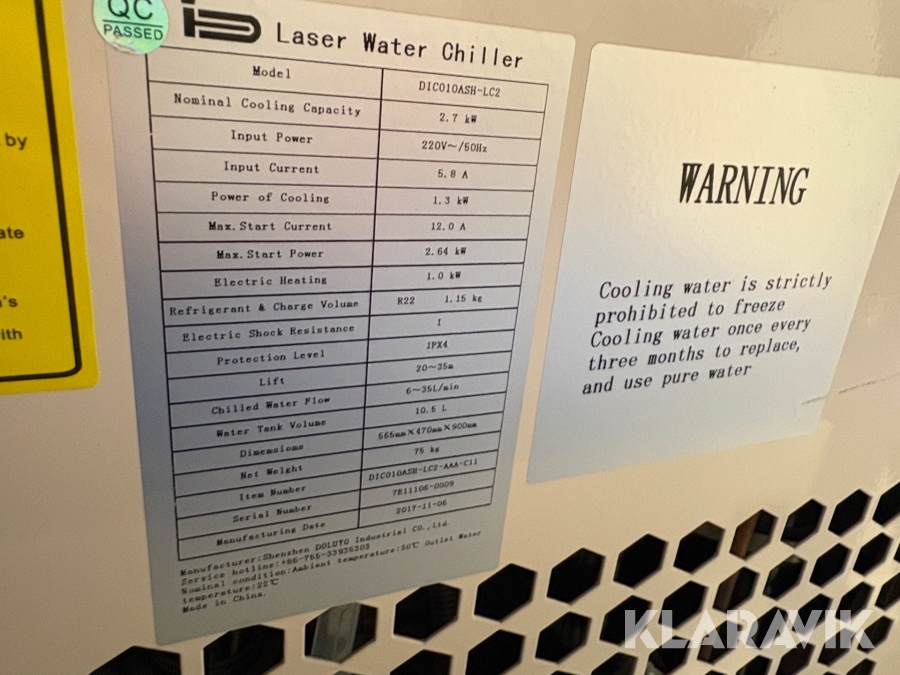 by
ate
's
ith
QC
PASSED
Laser Water Chiller
Model DIC010ASH-LC2
Nominal Cooling Capacity 2.7 kW
Input Power 220V~/50Hz
Input Current 5.8 A
Power of Cooling 1.3 kW
Max.Start Current 12.0 A
Max.Start Power 2.64 kW
Electric Heating 1.0 kW
Refrigerant & Charge Volume R22 1.15 kg
Electric Shock Resistance I
Protection Level IPX4
Lift 20~35m
Chilled Water Flow 6~35L/min
Water Tank Volume 10.5 L
Dimensions 565mm×470mm×900mm
Net Weight 75 kg
Item Number DIC010ASH-LC2-AAA-C11
Serial Number 7E11106-0009
Manufacturing Date 2017-11-06
Manufacturer:Shenzhen DOLUYO Industrial CO.,Ltd.
Service hotline:+86-755-33935303
Nominal condition:Ambient temperature:30℃ Outlet Water
temperature:22℃
Made in China.
WARNING
Cooling water is strictly
prohibited to freeze
Cooling water once every
three months to replace,
and use pure water
KLARAVIK